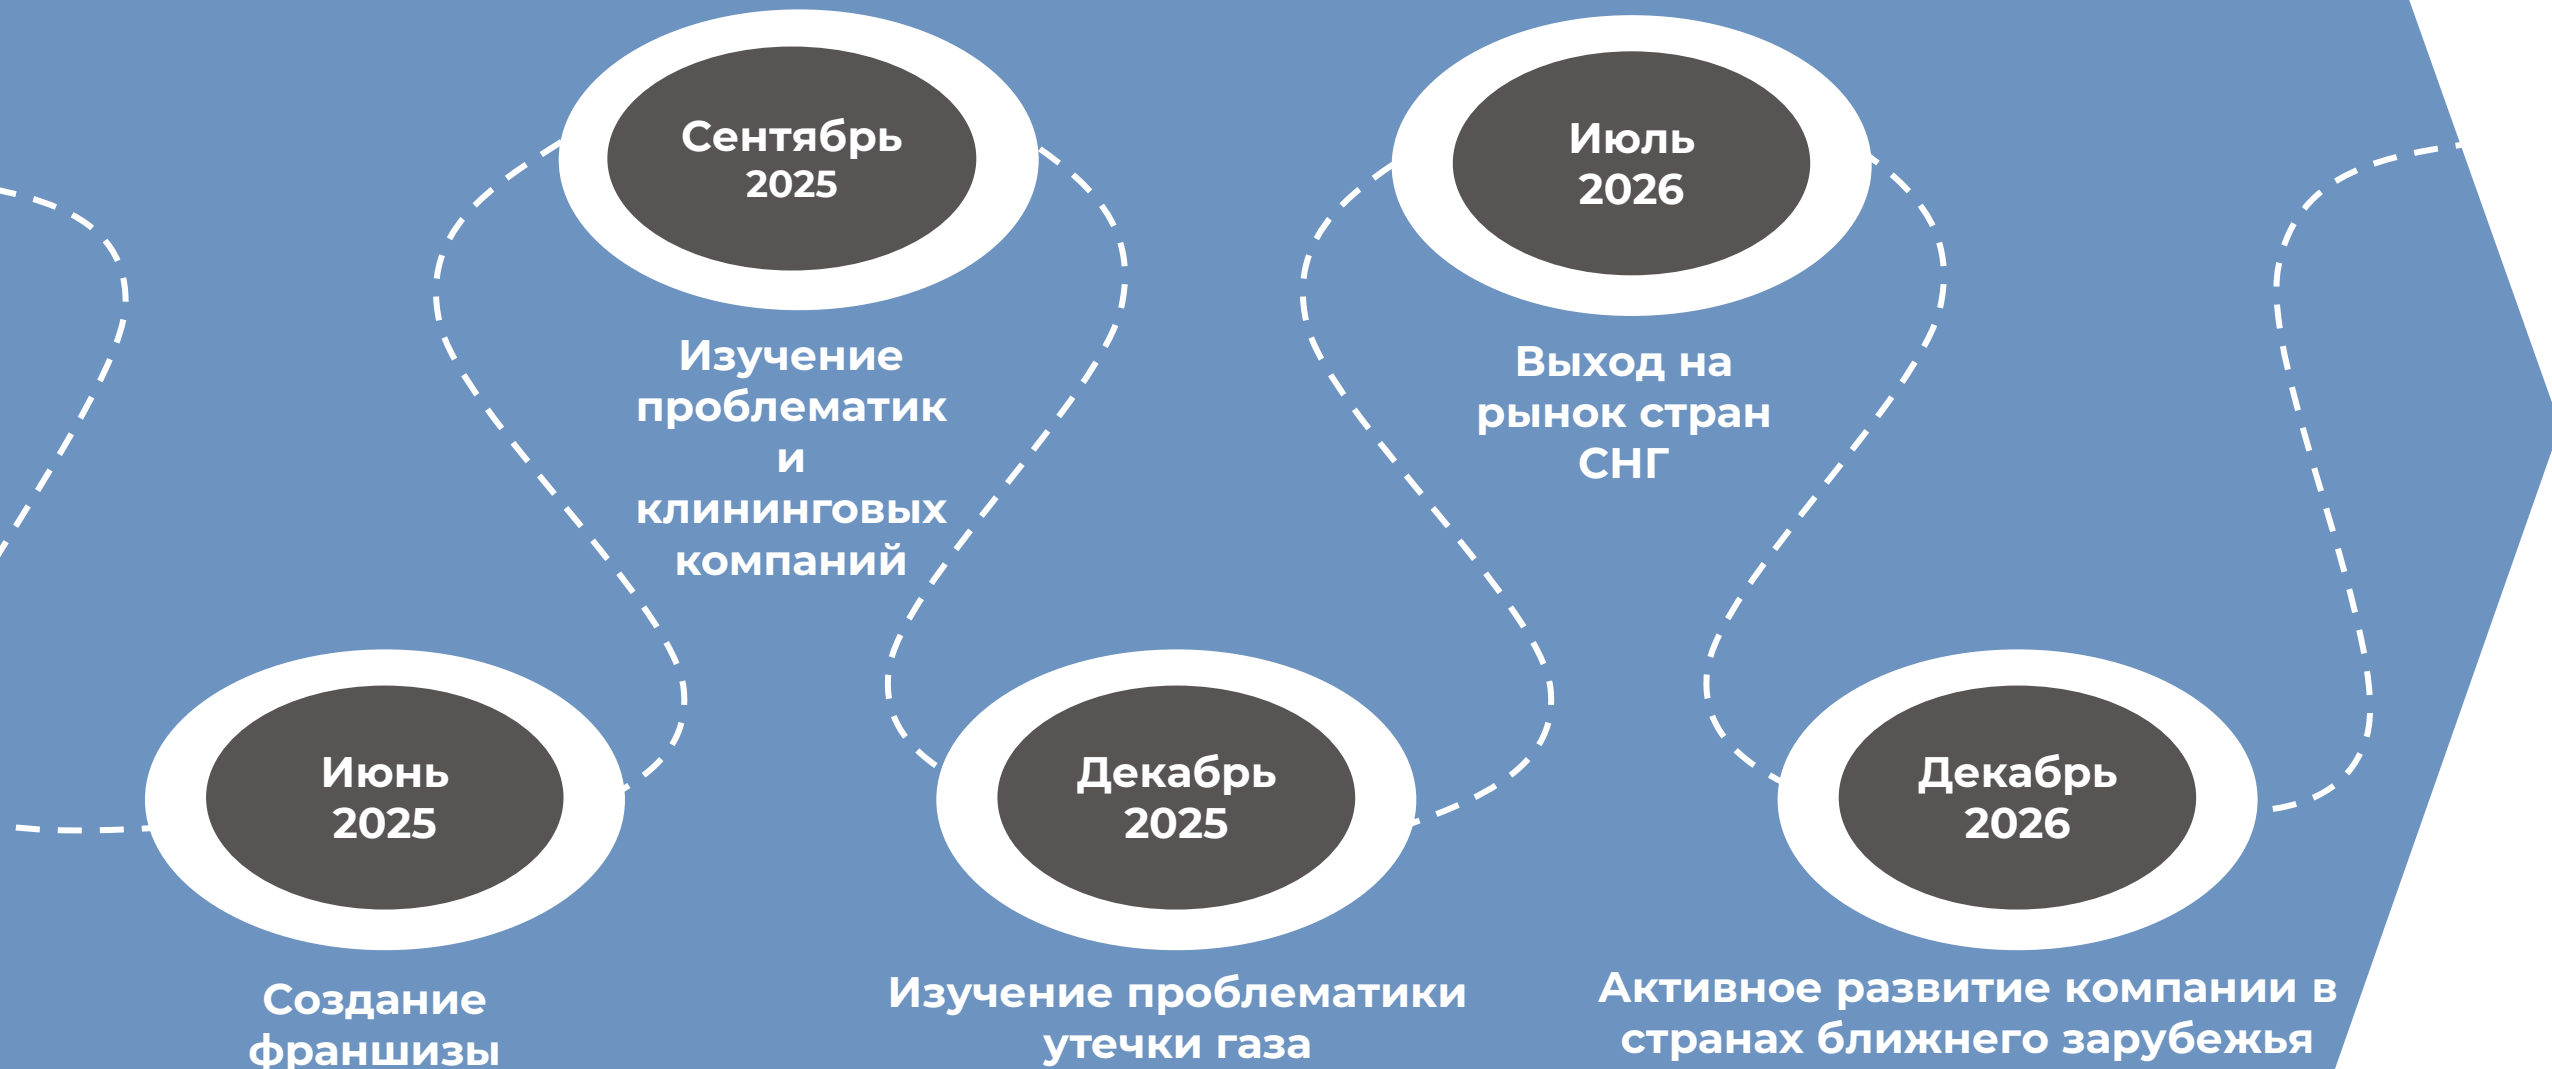 Сентябрь
2025
Изучение
проблематик
и
клининговых
компаний
Июль
2026
Выход на
рынок стран
СНГ
Июнь
2025
Создание
франшизы
Декабрь
2025
Изучение проблематики
утечки газа
Декабрь
2026
Активное развитие компании в
странах ближнего зарубежья